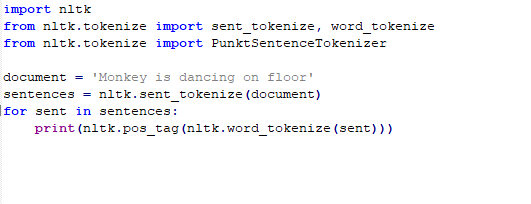 import nltk
from nltk.tokenize import sent_tokenize, word_tokenize
from nltk.tokenize import PunktSentenceTokenizer

document = 'Monkey is dancing on floor'
sentences = nltk.sent_tokenize(document)
for sent in sentences:
    print(nltk.pos_tag(nltk.word_tokenize(sent)))